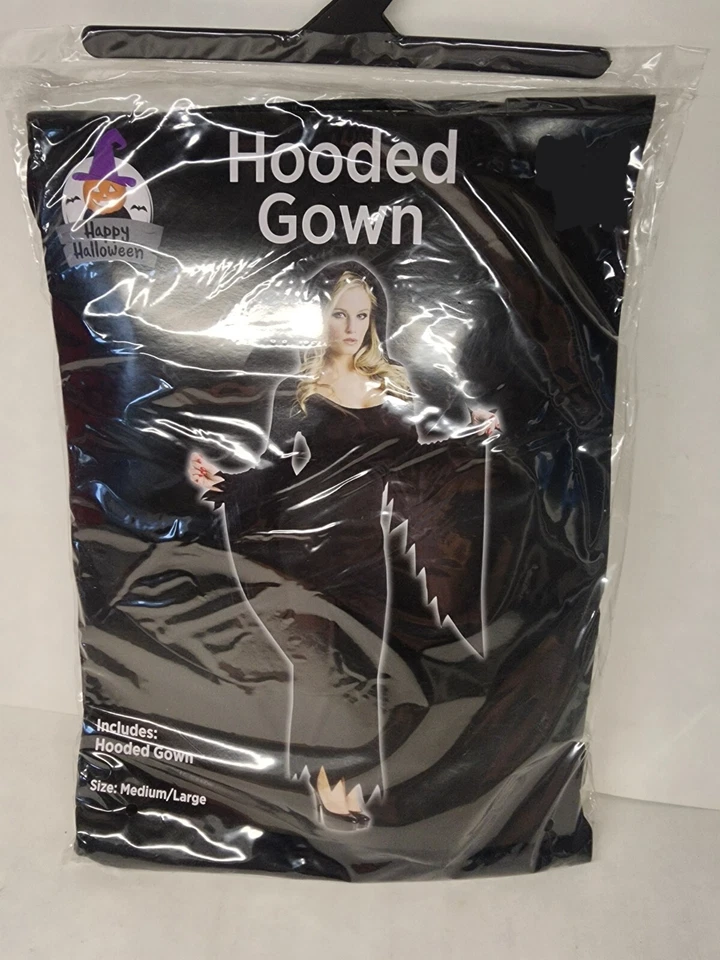 Hooded
Gown
Happy
Halloween
Includes:
Hooded Gown
Size: Medium/Large